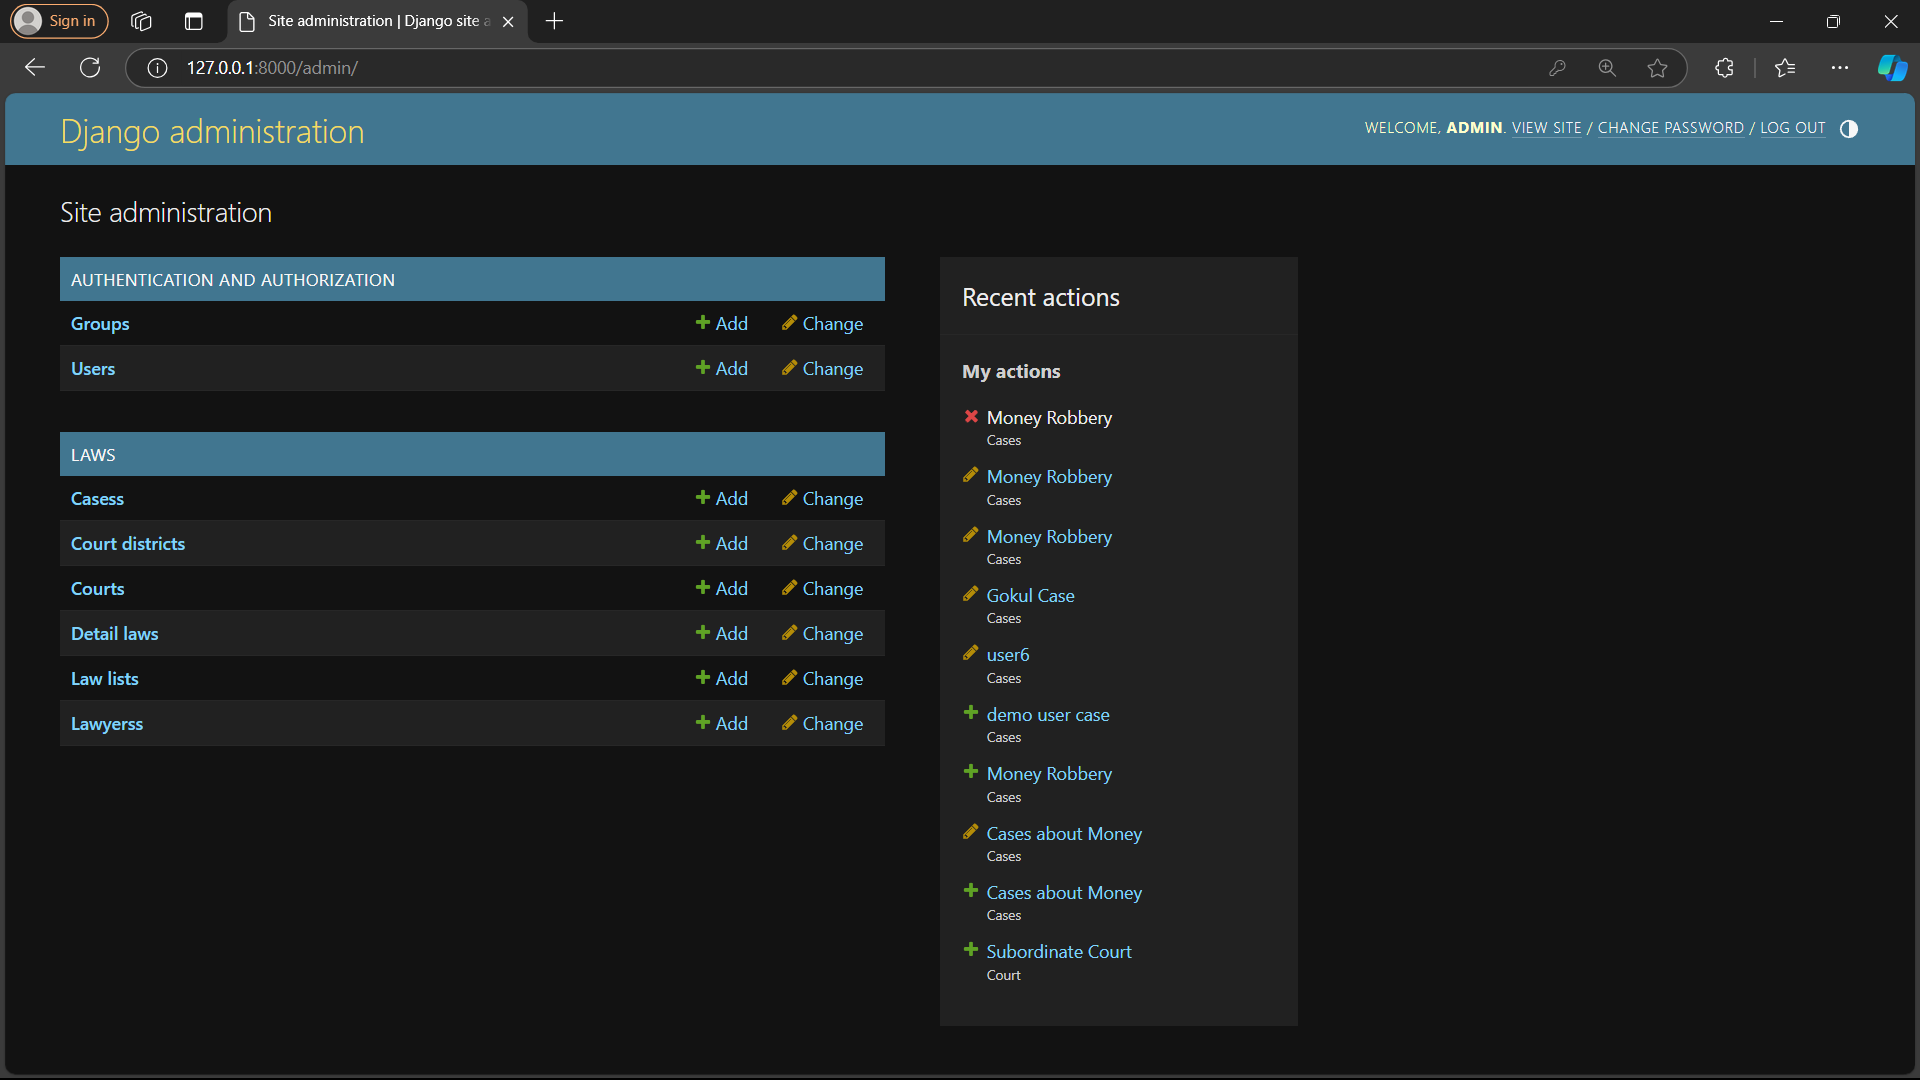 Sign in
Site administration | Django site a
127.0.0.1:8000/admin/
Django administration
WELCOME, ADMIN. VIEW SITE / CHANGE PASSWORD / LOG OUT
Site administration
AUTHENTICATION AND AUTHORIZATION
Groups Add Change
Users Add Change
LAWS
Casess Add Change
Court districts Add Change
Courts Add Change
Detail laws Add Change
Law lists Add Change
Lawyerss Add Change
Recent actions
My actions
Money Robbery
Cases
Money Robbery
Cases
Money Robbery
Cases
Gokul Case
Cases
user6
Cases
demo user case
Cases
Money Robbery
Cases
Cases about Money
Cases
Cases about Money
Cases
Subordinate Court
Court